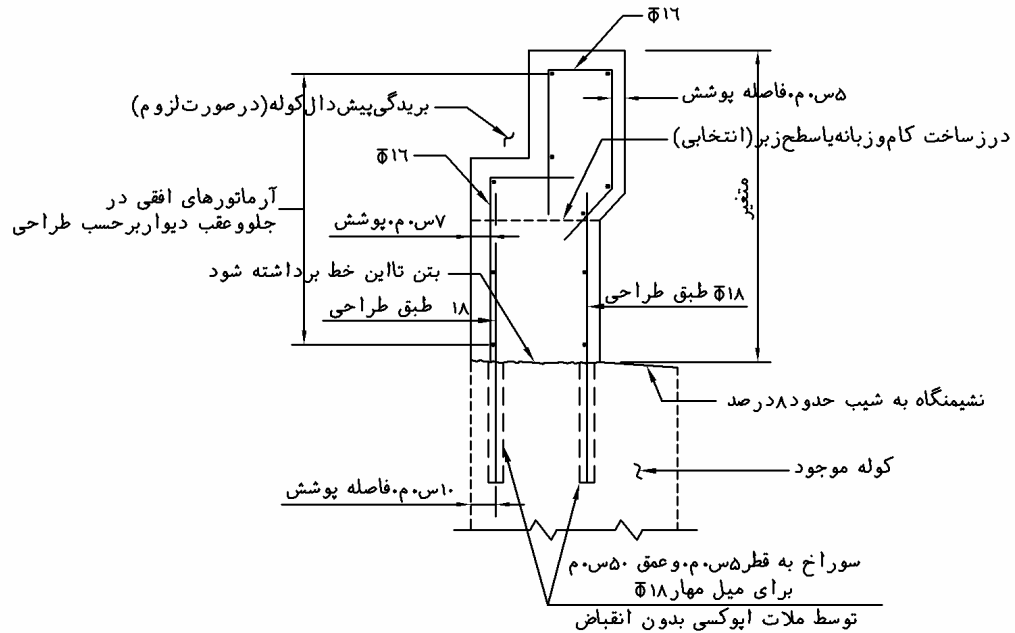 Φ۱۶
۵س.م.فاصله پوشش
بریدگی پیش دال کوله(درصورت لزوم)
درزساخت کام وزبانه یاسطح زبر(انتخابی)
Φ۱۶
متغیر
آرماتورهای افقی در
جلووعقب دیواربرحسب طراحی
۷س.م.پوشش
بتن تااین خط برداشته شود
۱۸ طبق طراحی
Φ۱۸ طبق طراحی
نشیمنگاه به شیب حدود۸درصد
کوله موجود
۱۰س.م.فاصله پوشش
سوراخ به قطر۵س.م.وعمق ۵۰س.م
برای میل مهارΦ۱۸
توسط ملات اپوکسی بدون انقباض